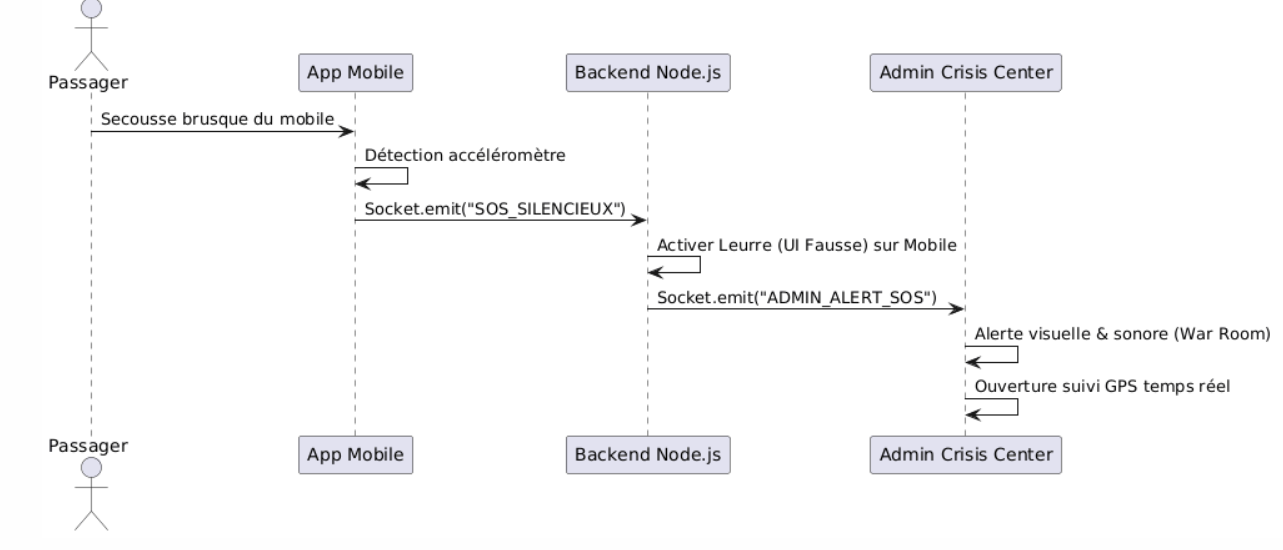 Passager
App Mobile
Backend Node.js
Admin Crisis Center
Secousse brusque du mobile
Détection accéléromètre
Socket.emit("SOS_SILENCIEUX")
Activer Leurre (UI Fausse) sur Mobile
Socket.emit("ADMIN_ALERT_SOS")
Alerte visuelle & sonore (War Room)
Ouverture suivi GPS temps réel
Passager
App Mobile
Backend Node.js
Admin Crisis Center